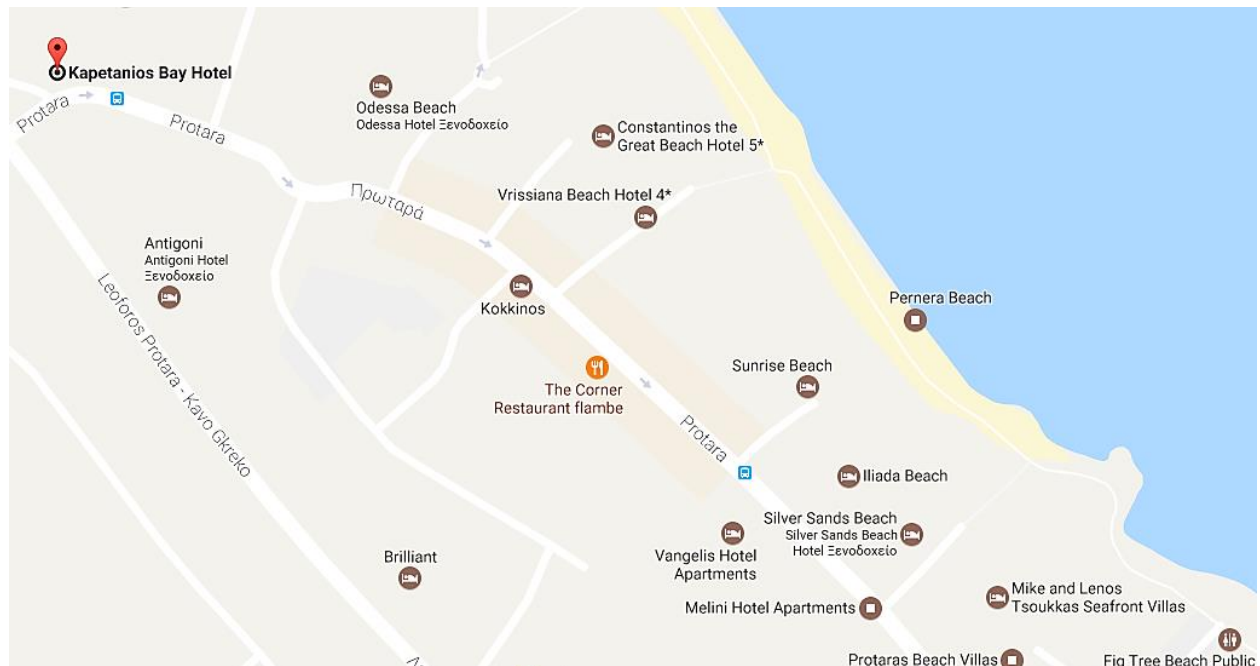 Kapetanios Bay Hotel
Protara
Protara
Odessa Beach
Odessa Hotel Ξενοδοχείο
Constantinos the
Great Beach Hotel 5*
Πρωταρά
Vrissiana Beach Hotel 4*
Antigoni
Antigoni Hotel
Ξενοδοχείο
Leoforos Protara - Kavo Gkreko
Kokkinos
Pernera Beach
The Corner
Restaurant flambe
Sunrise Beach
Protara
Iliada Beach
Silver Sands Beach
Silver Sands Beach
Hotel Ξενοδοχείο
Vangelis Hotel
Apartments
Brilliant
Melini Hotel Apartments
Mike and Lenos
Tsoukkas Seafront Villas
Protaras Beach Villas
Fig Tree Beach Public